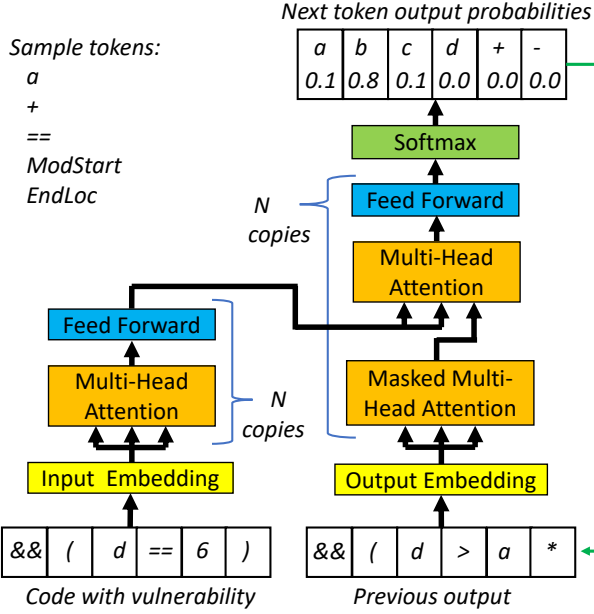 Next token output probabilities
Sample tokens:
a
+
==
ModStart
EndLoc
a b c d + -
0.1 0.8 0.1 0.0 0.0 0.0
Softmax
Feed Forward
N
copies
Multi-Head
Attention
Feed Forward
Multi-Head
Attention
N
copies
Masked Multi-
Head Attention
Input Embedding
Output Embedding
&& ( d == 6 )
&& ( d > a *
Code with vulnerability
Previous output